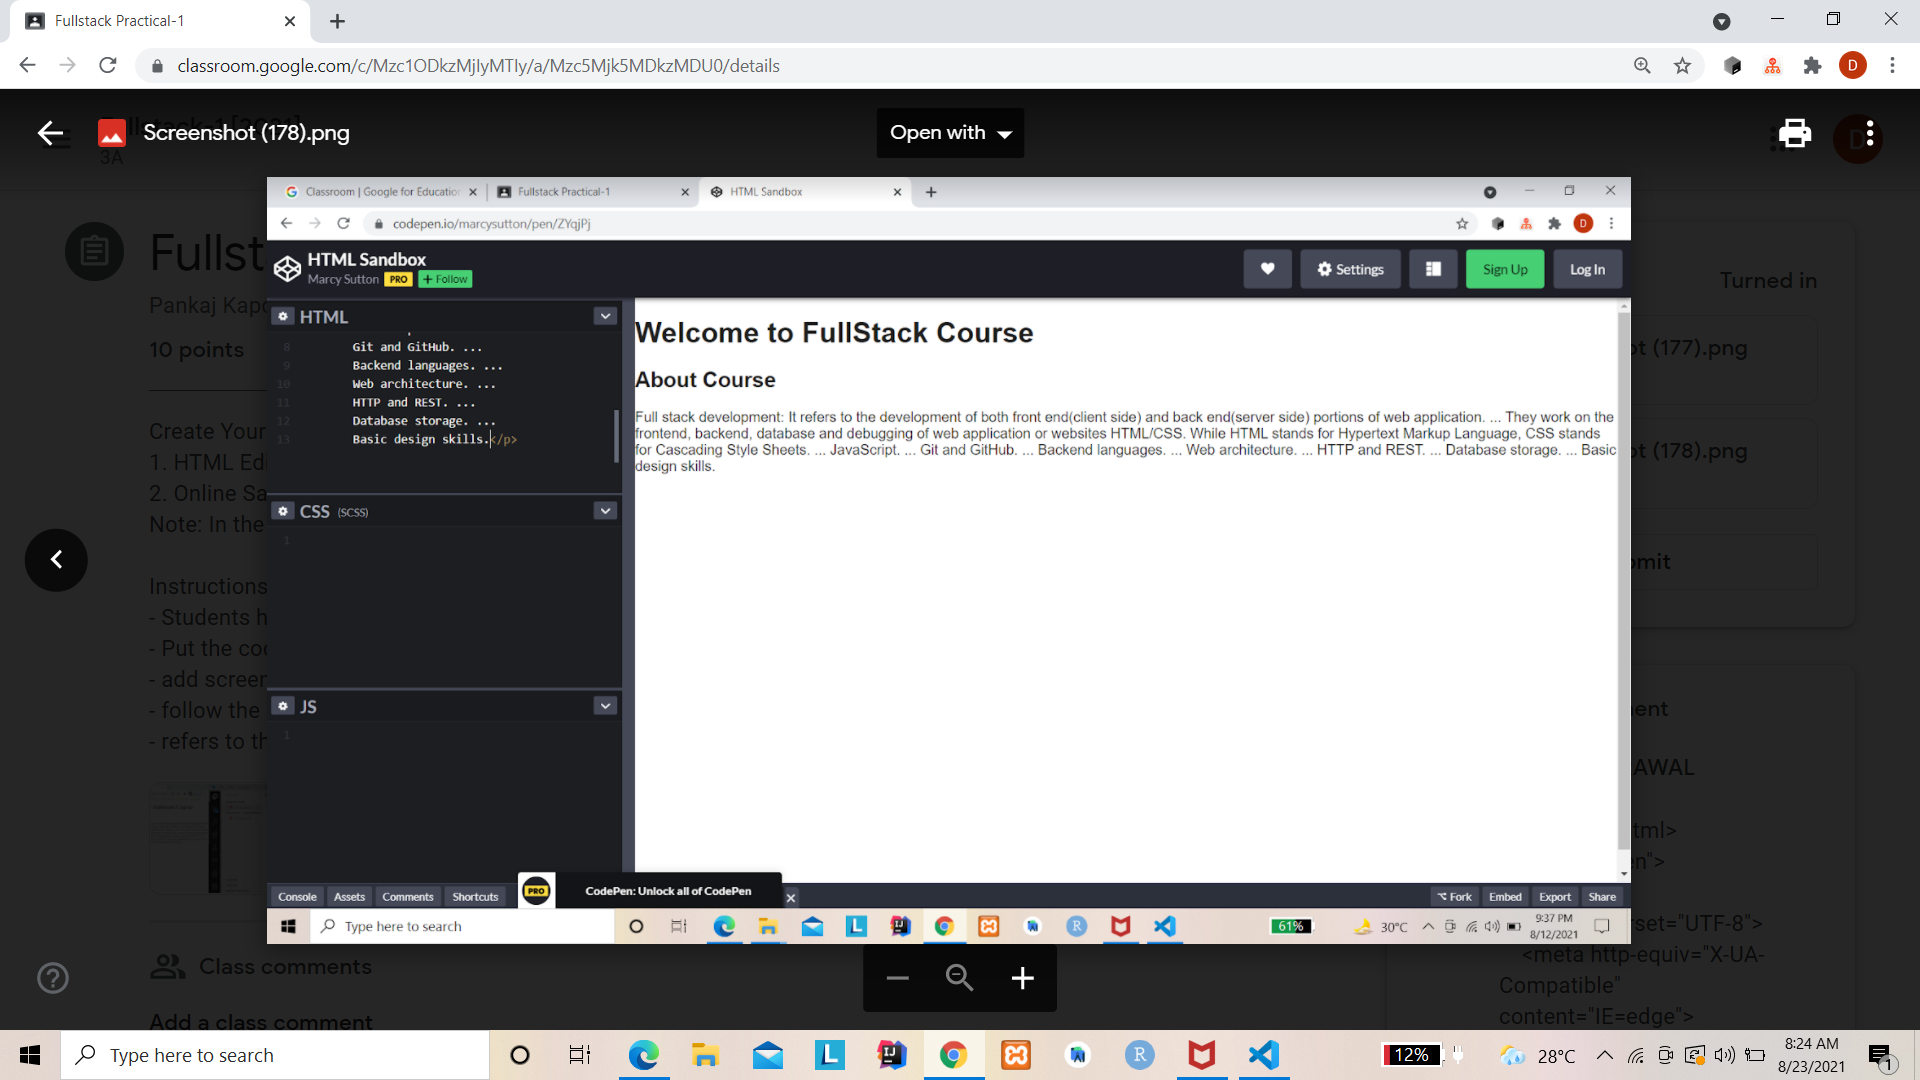 Fullstack Practical-1
classroom.google.com/c/Mzc1ODkzMjIyMTIy/a/Mzc5Mjk5MDkzMDU0/details
D
Screenshot (178).png
Open with
3A
Classroom | Google for Education
Fullstack Practical-1
HTML Sandbox
codepen.io/marcysutton/pen/ZYqjPj
D
HTML Sandbox
Marcy Sutton PRO + Follow
Settings
Sign Up
Log In
HTML
8 Git and GitHub. ...
9 Backend languages. ...
10 Web architecture. ...
11 HTTP and REST. ...
12 Database storage. ...
13 Basic design skills.</p>
CSS (SCSS)
1
JS
1
Welcome to FullStack Course
About Course
Full stack development: It refers to the development of both front end(client side) and back end(server side) portions of web application. ... They work on the
frontend, backend, database and debugging of web application or websites HTML/CSS. While HTML stands for Hypertext Markup Language, CSS stands
for Cascading Style Sheets. ... JavaScript. ... Git and GitHub. ... Backend languages. ... Web architecture. ... HTTP and REST. ... Database storage. ... Basic
design skills.
Console
Assets
Comments
Shortcuts
PRO
CodePen: Unlock all of CodePen
Fork
Embed
Export
Share
Type here to search
61%
30°C
9:37 PM
8/12/2021
Fullst
Pankaj Kapo
10 points
Create Your
1. HTML Ed
2. Online Sa
Note: In the
Instructions
- Students h
- Put the cod
- add screen
- follow the
- refers to th
Class comments
Add a class comment
Turned in
ot (177).png
ot (178).png
omit
ent
AWAL
tml>
n">
rset="UTF-8">
<meta http-equiv="X-UA-
Compatible"
content="IE=edge">
Type here to search
12%
28°C
8:24 AM
8/23/2021
1